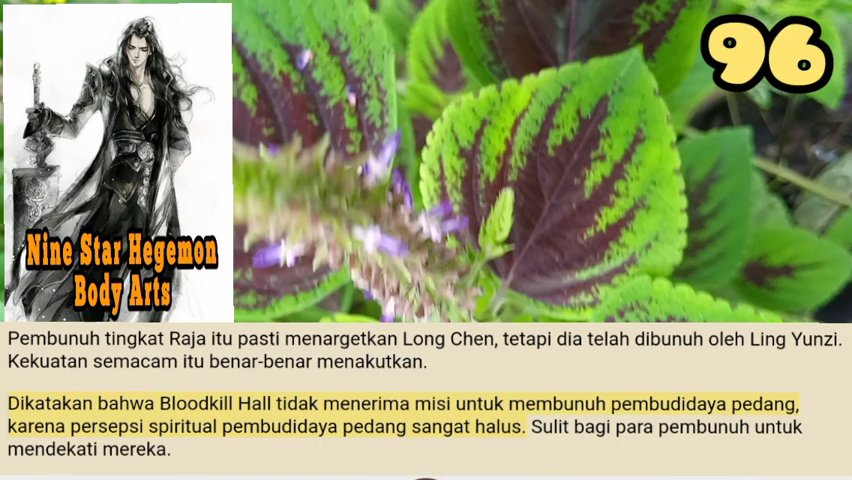 96
Nine Star Hegemon
Body Arts
Pembunuh tingkat Raja itu pasti menargetkan Long Chen, tetapi dia telah dibunuh oleh Ling Yunzi.
Kekuatan semacam itu benar-benar menakutkan.
Dikatakan bahwa Bloodkill Hall tidak menerima misi untuk membunuh pembudidaya pedang,
karena persepsi spiritual pembudidaya pedang sangat halus. Sulit bagi para pembunuh untuk
mendekati mereka.